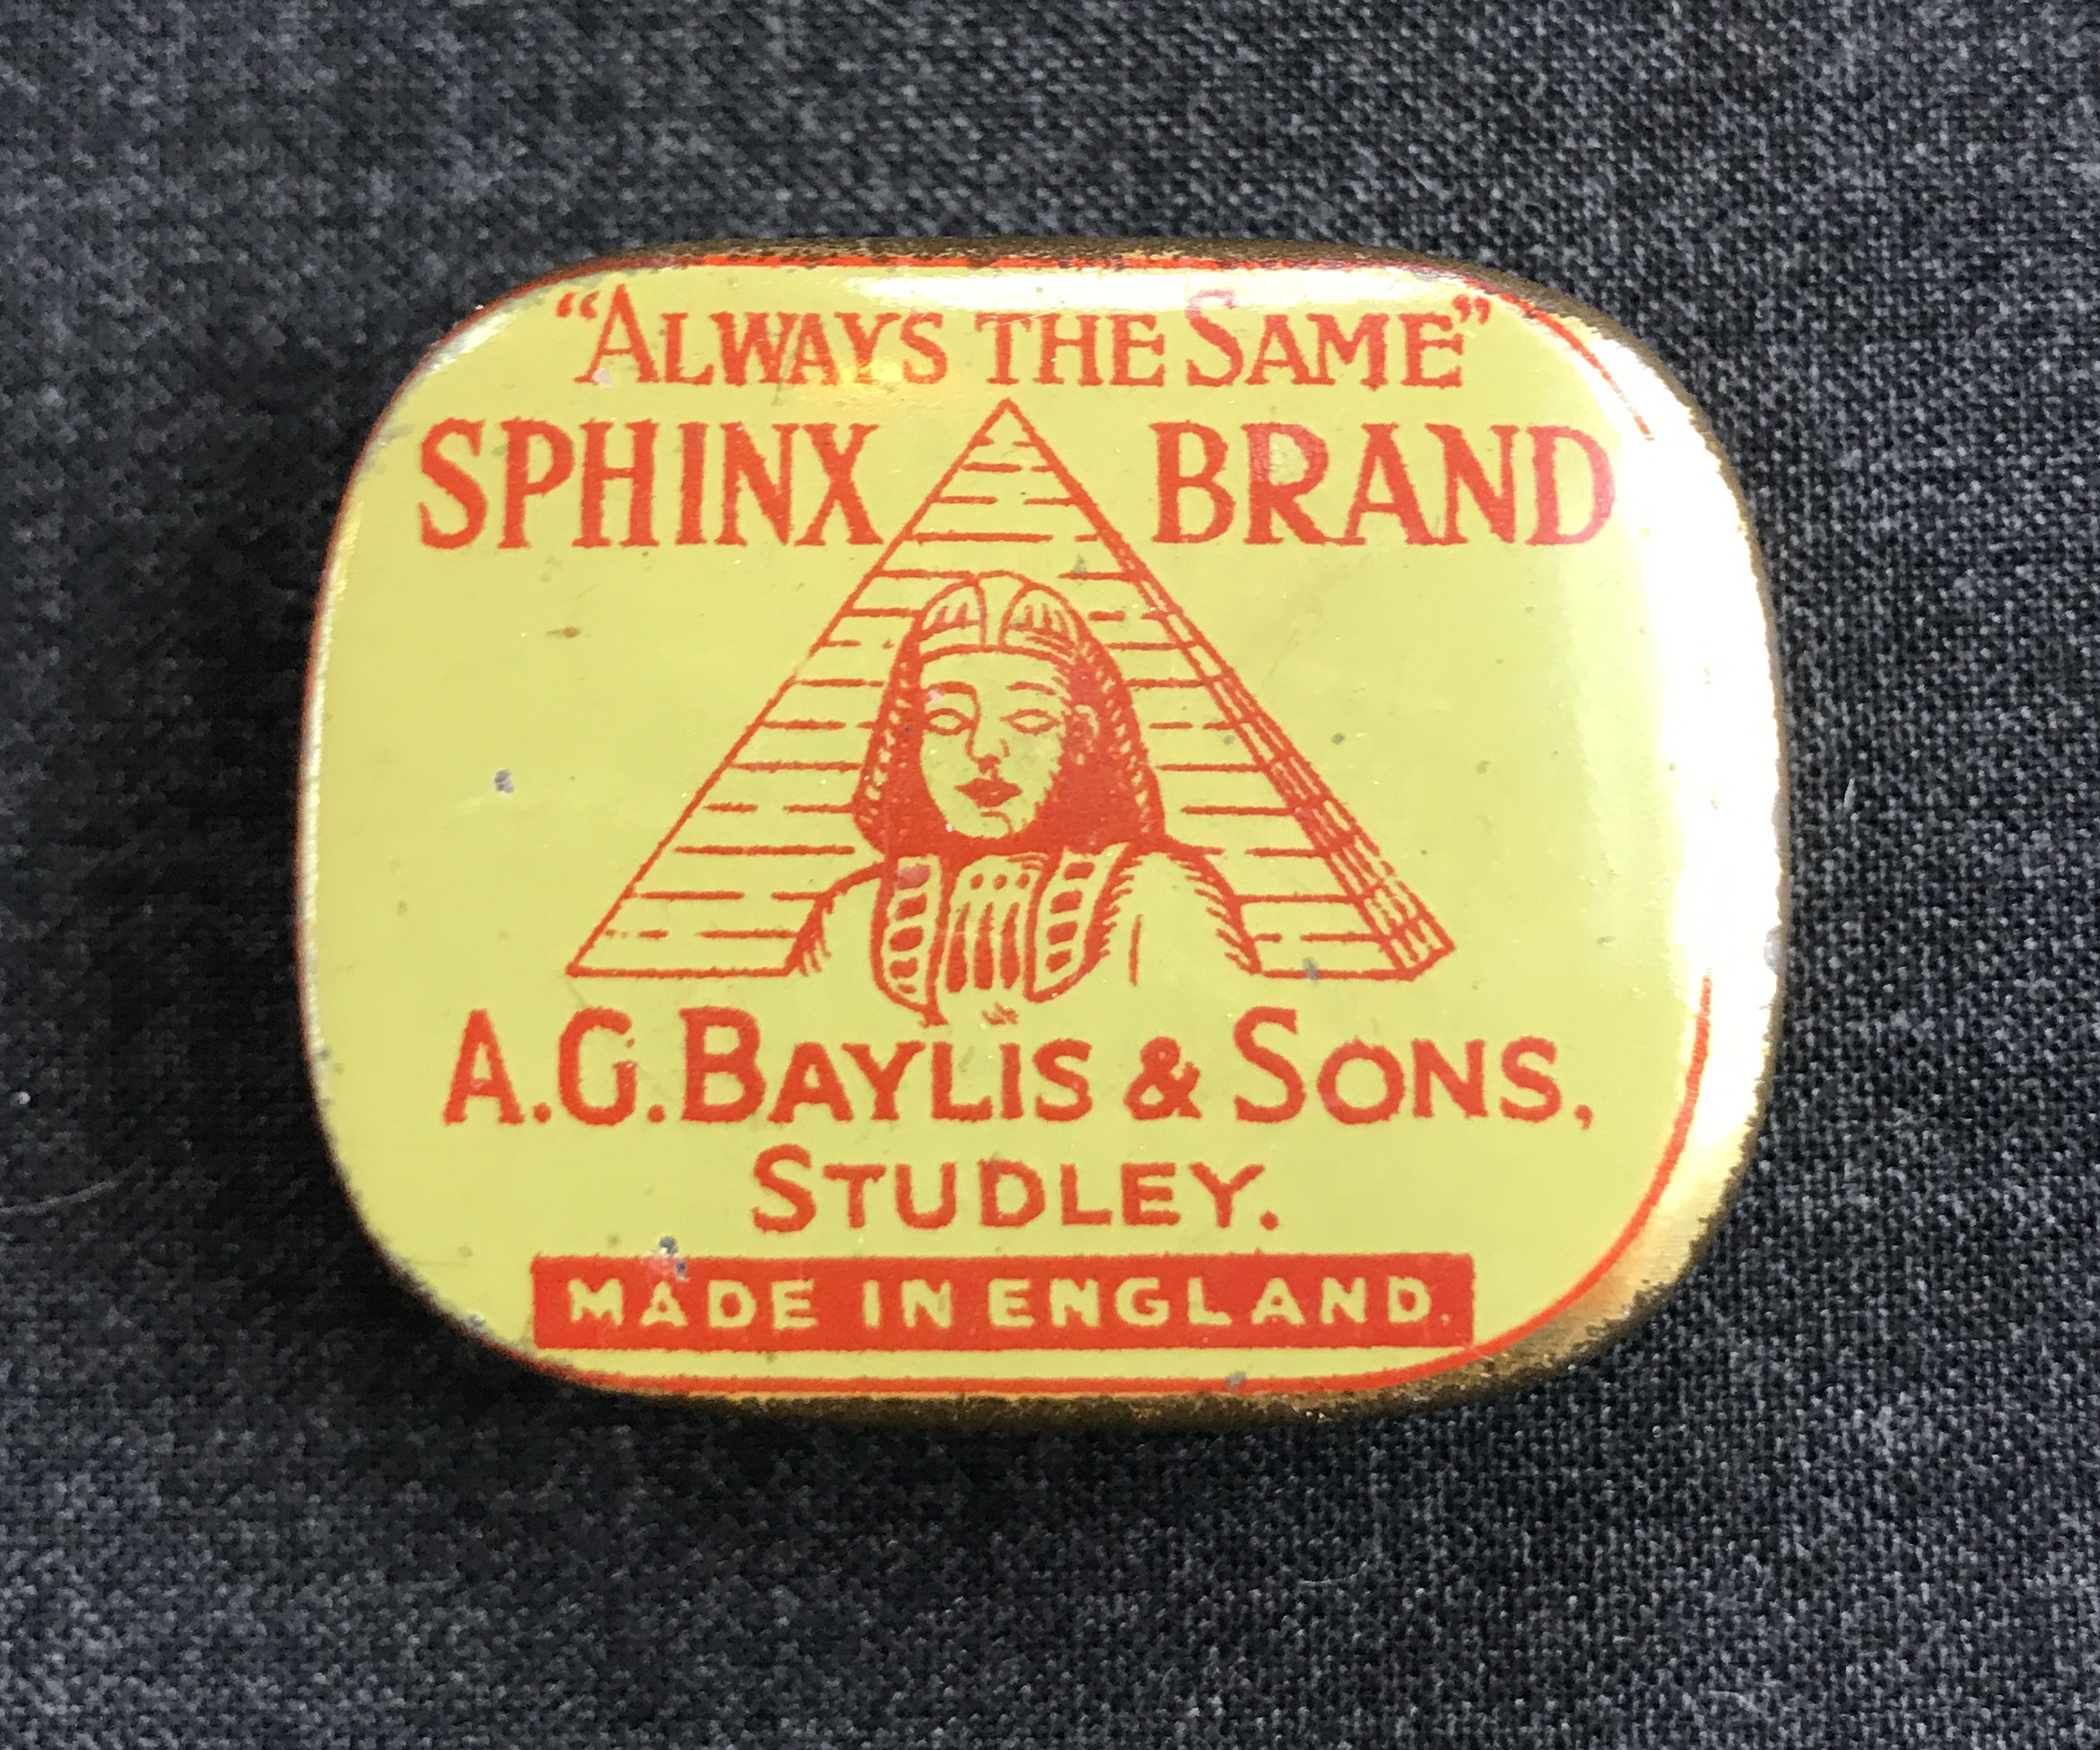 “ALWAYS THE SAME”
SPHINX BRAND
A.G. BAYLIS & SONS,
STUDLEY.
MADE IN ENGLAND.